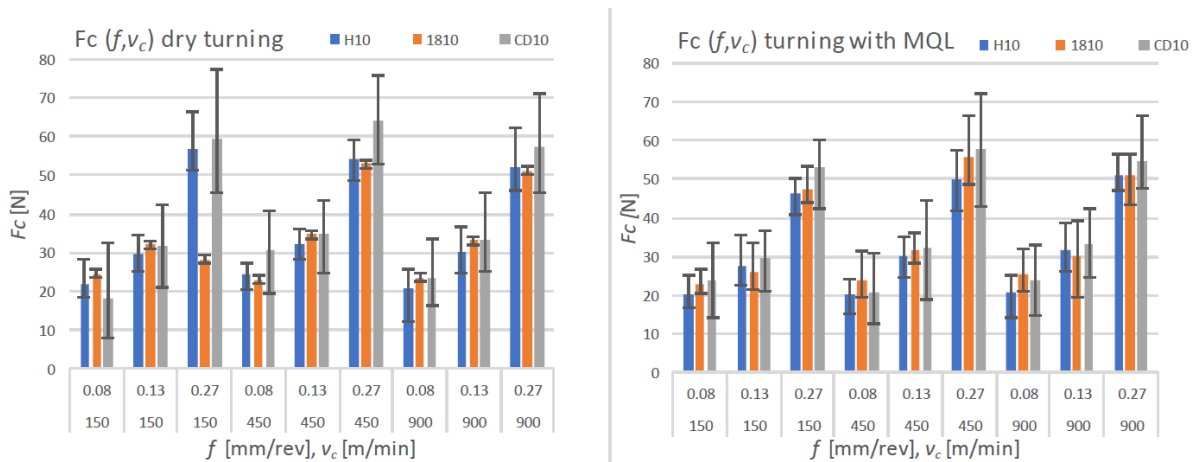 Fc (f,vc) dry turning
H10 1810 CD10
80
70
60
50
40
30
20
10
0
Fc [N]
0.08 0.13 0.27 0.08 0.13 0.27 0.08 0.13 0.27
150 150 150 450 450 450 900 900 900
f [mm/rev], vc [m/min]
Fc (f,vc) turning with MQL
H10 1810 CD10
80
70
60
50
40
30
20
10
0
Fc [N]
0.08 0.13 0.27 0.08 0.13 0.27 0.08 0.13 0.27
150 150 150 450 450 450 900 900 900
f [mm/rev], vc [m/min]